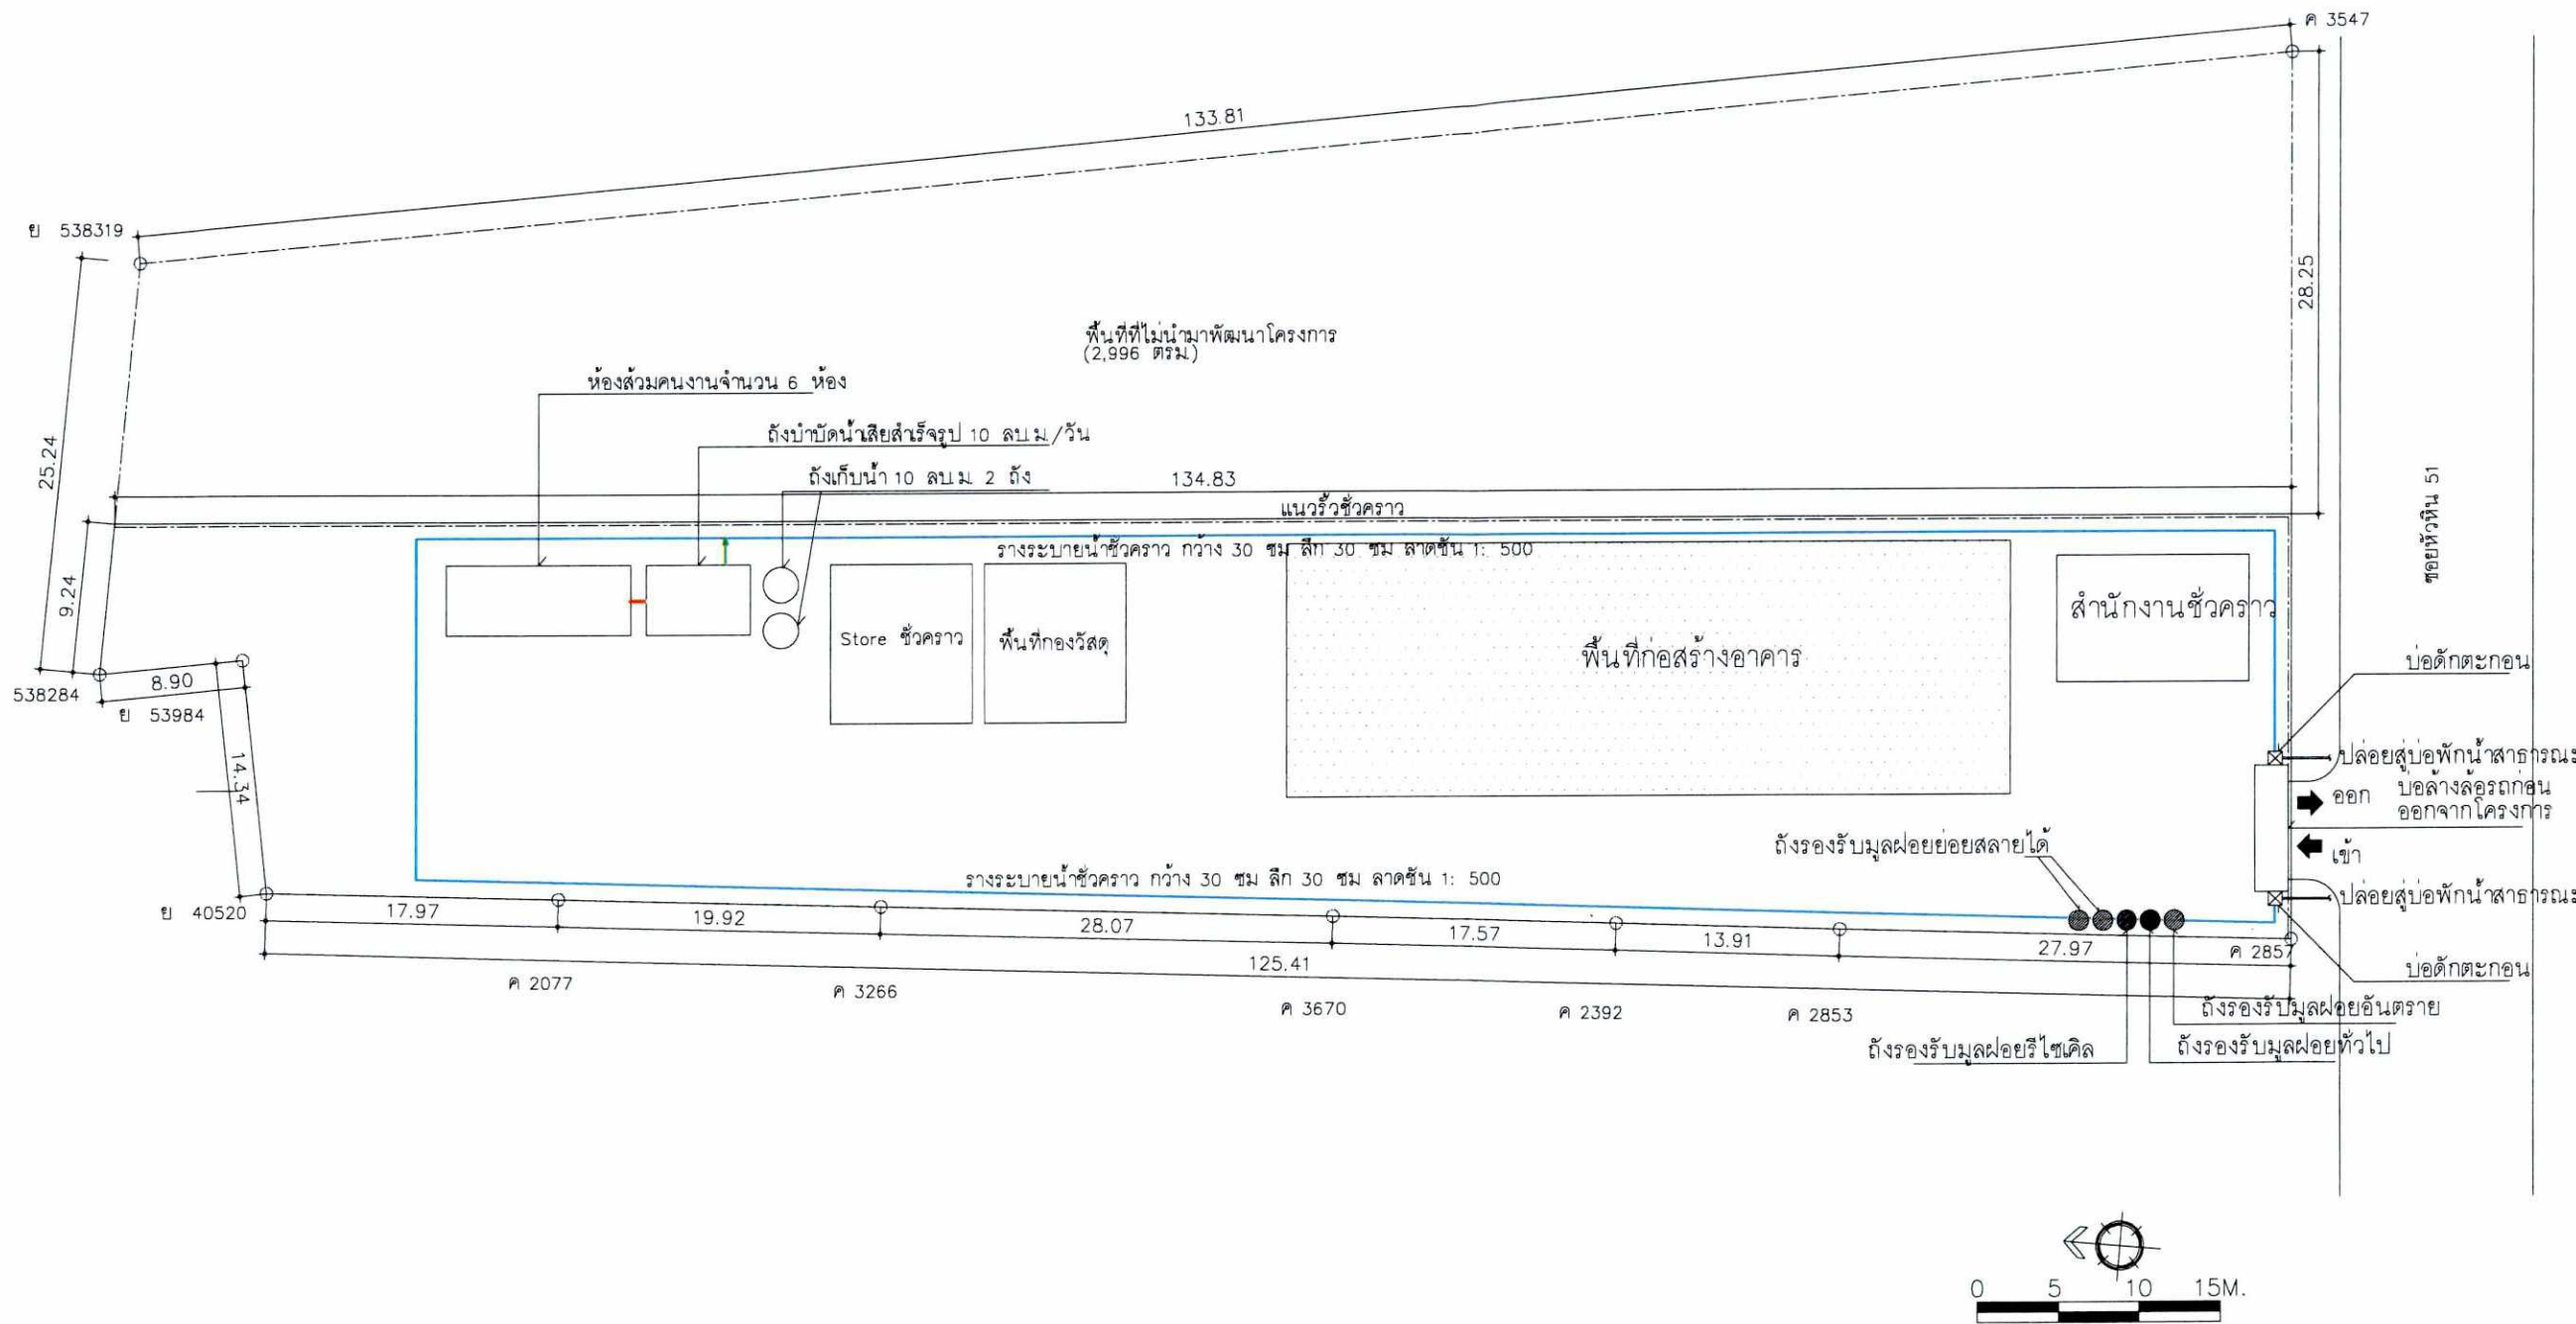 ค 3547
133.81
ย 538319
28.25
พื้นที่ที่ไม่นำมาพัฒนาโครงการ
(2,996 ตรม.)
ห้องส้วมคนงานจำนวน 6 ห้อง
ถังบำบัดน้ำเสียสำเร็จรูป 10 ลบ.ม./วัน
25.24
ถังเก็บน้ำ 10 ลบ.ม. 2 ถัง
134.83
แนวรั้วชั่วคราว
ซอยหัวหิน 51
รางระบายน้ำชั่วคราว กว้าง 30 ซม ลึก 30 ซม ลาดชัน 1: 500
9.24
สำนักงานชั่วคราว
Store ชั่วคราว
พื้นที่กองวัสดุ
พื้นที่ก่อสร้างอาคาร
บ่อดักตะกอน
538284
8.90
ย 53984
14.34
ปล่อยสู่บ่อพักน้ำสาธารณะ
ออก
บ่อล้างล้อรถก่อน
ออกจากโครงการ
ถังรองรับมูลฝอยย่อยสลายได้
เข้า
รางระบายน้ำชั่วคราว กว้าง 30 ซม ลึก 30 ซม ลาดชัน 1: 500
ปล่อยสู่บ่อพักน้ำสาธารณะ
ย 40520
17.97
19.92
28.07
17.57
13.91
27.97
ค 2857
125.41
บ่อดักตะกอน
ค 2077
ค 3266
ค 3670
ค 2392
ค 2853
ถังรองรับมูลฝอยอันตราย
ถังรองรับมูลฝอยรีไซเคิล
ถังรองรับมูลฝอยทั่วไป
0 5 10 15M.